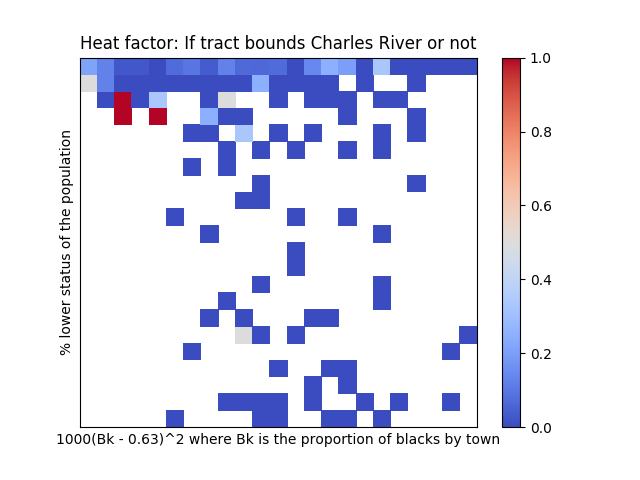 Heat factor: If tract bounds Charles River or not
1.0
0.8
0.6
0.4
0.2
0.0
% lower status of the population
1000(Bk - 0.63)^2 where Bk is the proportion of blacks by town